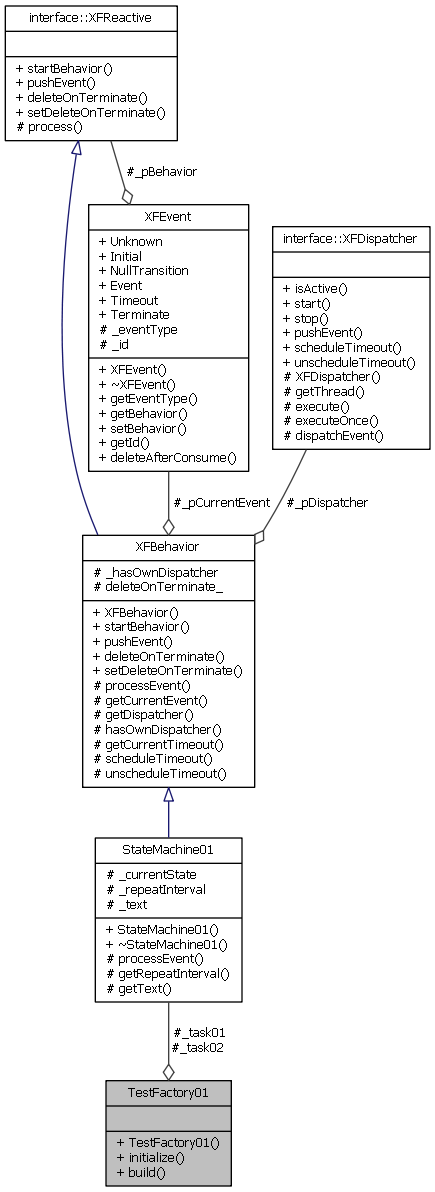 interface::XFReactive
+ startBehavior()
+ pushEvent()
+ deleteOnTerminate()
+ setDeleteOnTerminate()
# process()
#_pBehavior
XFEvent
+ Unknown
+ Initial
+ NullTransition
+ Event
+ Timeout
+ Terminate
# _eventType
# _id
+ XFEvent()
+ ~XFEvent()
+ getEventType()
+ getBehavior()
+ setBehavior()
+ getId()
+ deleteAfterConsume()
interface::XFDispatcher
+ isActive()
+ start()
+ stop()
+ pushEvent()
+ scheduleTimeout()
+ unscheduleTimeout()
# XFDispatcher()
# getThread()
# execute()
# executeOnce()
# dispatchEvent()
#_pCurrentEvent
#_pDispatcher
XFBehavior
# _hasOwnDispatcher
# deleteOnTerminate_
+ XFBehavior()
+ startBehavior()
+ pushEvent()
+ deleteOnTerminate()
+ setDeleteOnTerminate()
# processEvent()
# getCurrentEvent()
# getDispatcher()
# hasOwnDispatcher()
# getCurrentTimeout()
# scheduleTimeout()
# unscheduleTimeout()
StateMachine01
# _currentState
# _repeatInterval
# _text
+ StateMachine01()
+ ~StateMachine01()
# processEvent()
# getRepeatInterval()
# getText()
#_task01
#_task02
TestFactory01
+ TestFactory01()
+ initialize()
+ build()